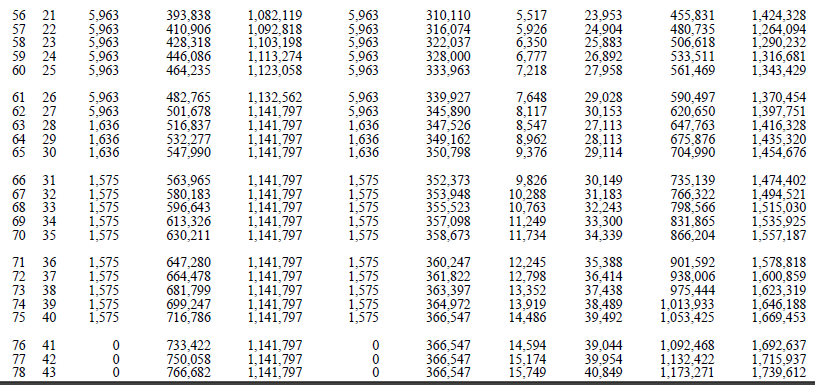 56 21 5,963 393,838 1,082,119 5,963 310,110 5,517 23,953 455,831 1,424,328
57 22 5,963 410,906 1,092,818 5,963 316,074 5,926 24,904 480,735 1,264,094
58 23 5,963 428,318 1,103,198 5,963 322,037 6,350 25,883 506,618 1,290,232
59 24 5,963 446,086 1,113,274 5,963 328,000 6,777 26,892 533,511 1,316,681
60 25 5,963 464,235 1,123,058 5,963 333,963 7,218 27,958 561,469 1,343,429
61 26 5,963 482,765 1,132,562 5,963 339,927 7,648 29,028 590,497 1,370,454
62 27 5,963 501,678 1,141,797 5,963 345,890 8,117 30,153 620,650 1,397,751
63 28 1,636 516,837 1,141,797 1,636 347,526 8,547 27,113 647,763 1,416,328
64 29 1,636 532,277 1,141,797 1,636 349,162 8,962 28,113 675,876 1,435,320
65 30 1,636 547,990 1,141,797 1,636 350,798 9,376 29,114 704,990 1,454,676
66 31 1,575 563,965 1,141,797 1,575 352,373 9,826 30,149 735,139 1,474,402
67 32 1,575 580,183 1,141,797 1,575 353,948 10,288 31,183 766,322 1,494,521
68 33 1,575 596,643 1,141,797 1,575 355,523 10,763 32,243 798,566 1,515,030
69 34 1,575 613,326 1,141,797 1,575 357,098 11,249 33,300 831,865 1,535,925
70 35 1,575 630,211 1,141,797 1,575 358,673 11,734 34,339 866,204 1,557,187
71 36 1,575 647,280 1,141,797 1,575 360,247 12,245 35,388 901,592 1,578,818
72 37 1,575 664,478 1,141,797 1,575 361,822 12,798 36,414 938,006 1,600,859
73 38 1,575 681,799 1,141,797 1,575 363,397 13,352 37,438 975,444 1,623,319
74 39 1,575 699,247 1,141,797 1,575 364,972 13,919 38,489 1,013,933 1,646,188
75 40 1,575 716,786 1,141,797 1,575 366,547 14,486 39,492 1,053,425 1,669,453
76 41 0 733,422 1,141,797 0 366,547 14,594 39,044 1,092,468 1,692,637
77 42 0 750,058 1,141,797 0 366,547 15,174 39,954 1,132,422 1,715,937
78 43 0 766,682 1,141,797 0 366,547 15,749 40,849 1,173,271 1,739,612